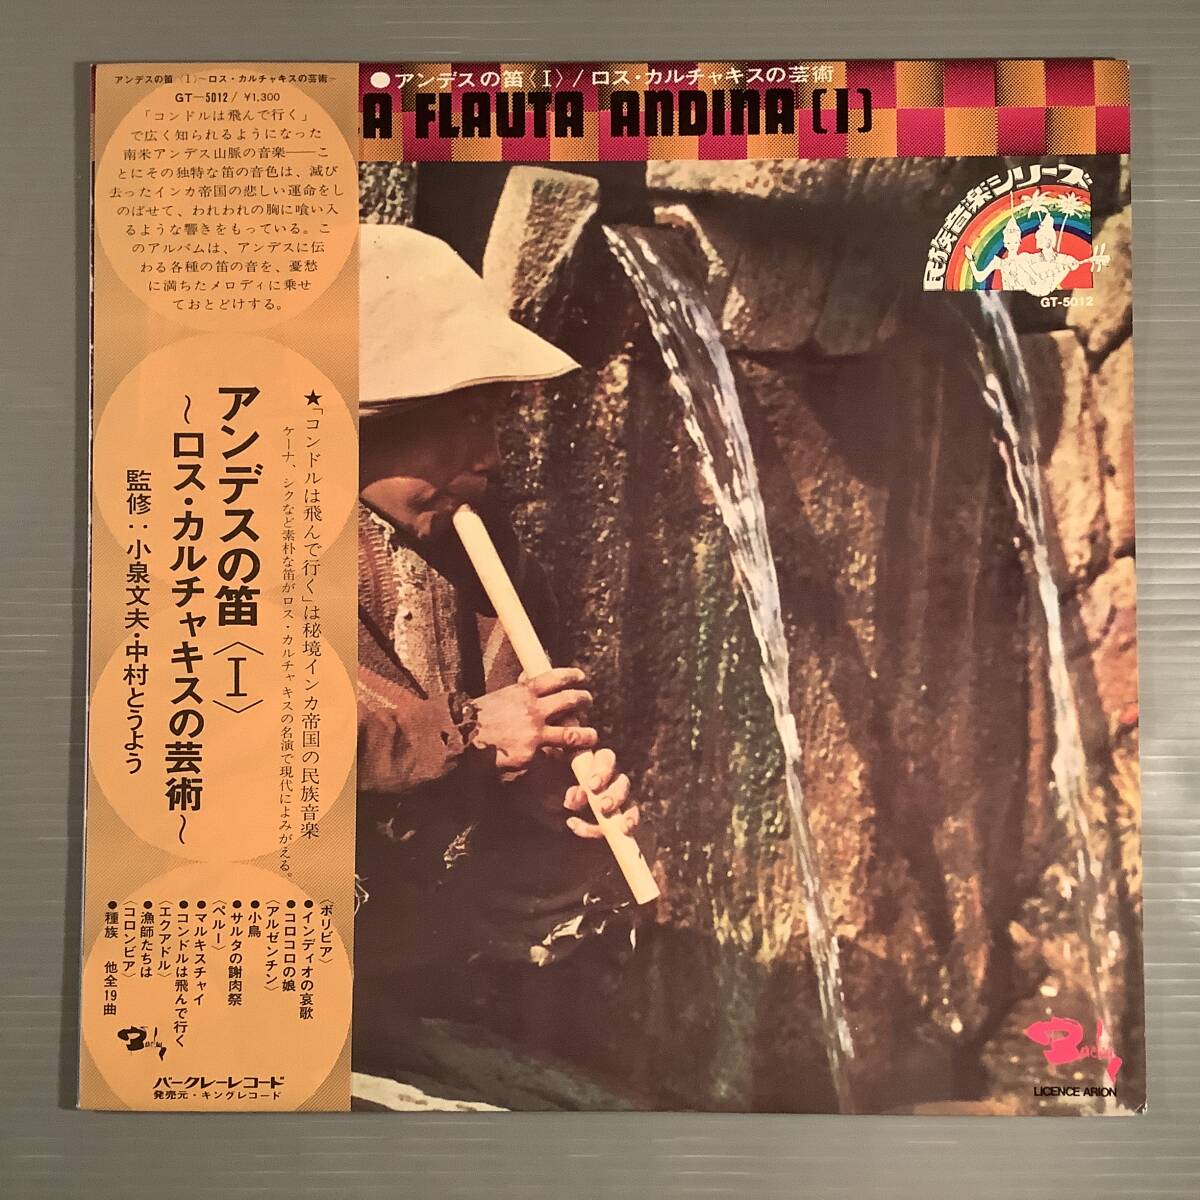 アンデスの笛〈I〉〜ロス・カルチャキスの芸術〜
GT-5012/¥1,300
「コンドルは飛んで行く」
で広く知られるようになった
南米アンデス山脈の音楽――こ
とにその独特な笛の音色は、滅び
去ったインカ帝国の悲しい運命をし
のばせて、われわれの胸に喰い入
るような響きをもっている。こ
のアルバムは、アンデスに伝
わる各種の笛の音を、憂愁
に満ちたメロディに乗せ
ておとどけする。
★「コンドルは飛んで行く」は秘境インカ帝国の民族音楽
ケーナ、シクなど素朴な笛がロス・カルチャキスの名演で現代によみがえる。
アンデスの笛〈I〉
〜ロス・カルチャキスの芸術〜
監修:小泉文夫・中村とうよう
〈ボリビア〉
●インディオの哀歌
●コロコロの娘
〈アルゼンチン〉
●小鳥
●サルタの謝肉祭
〈ペルー〉
●マルキスチャイ
●コンドルは飛んで行く
〈エクアドル〉
●漁師たちは
〈コロンビア〉
●種族 他全19曲
Barclay
バークレーレコード
発売元・キングレコード
●アンデスの笛〈I〉/ロス・カルチャキスの芸術
LA FLAUTA ANDINA (I)
民族音楽シリーズ
GT-5012
Barclay
LICENCE ARION